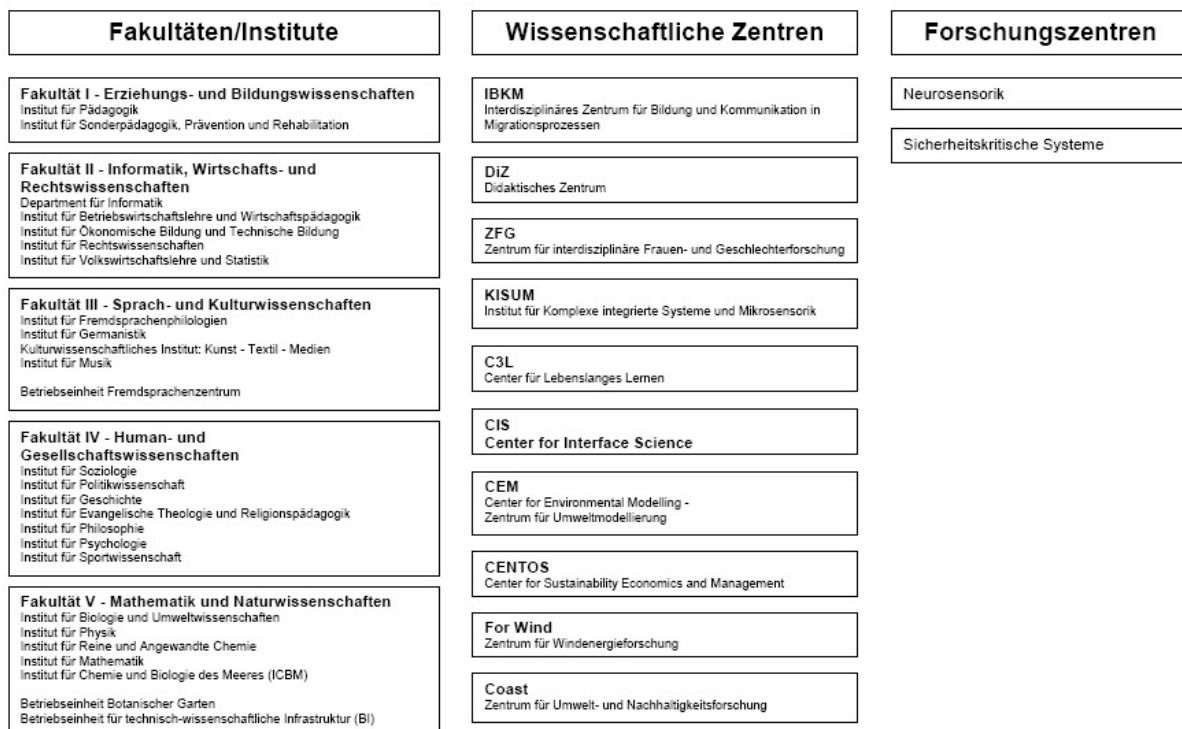 Fakultäten/Institute
Fakultät I - Erziehungs- und Bildungswissenschaften
Institut für Pädagogik
Institut für Sonderpädagogik, Prävention und Rehabilitation
Fakultät II - Informatik, Wirtschafts- und
Rechtswissenschaften
Department für Informatik
Institut für Betriebswirtschaftslehre und Wirtschaftspädagogik
Institut für Ökonomische Bildung und Technische Bildung
Institut für Rechtswissenschaften
Institut für Volkswirtschaftslehre und Statistik
Fakultät III - Sprach- und Kulturwissenschaften
Institut für Fremdsprachenphilologien
Institut für Germanistik
Kulturwissenschaftliches Institut: Kunst - Textil - Medien
Institut für Musik
Betriebseinheit Fremdsprachenzentrum
Fakultät IV - Human- und
Gesellschaftswissenschaften
Institut für Soziologie
Institut für Politikwissenschaft
Institut für Geschichte
Institut für Evangelische Theologie und Religionspädagogik
Institut für Philosophie
Institut für Psychologie
Institut für Sportwissenschaft
Fakultät V - Mathematik und Naturwissenschaften
Institut für Biologie und Umweltwissenschaften
Institut für Physik
Institut für Reine und Angewandte Chemie
Institut für Mathematik
Institut für Chemie und Biologie des Meeres (ICBM)
Betriebseinheit Botanischer Garten
Betriebseinheit für technisch-wissenschaftliche Infrastruktur (BI)
Wissenschaftliche Zentren
IBKM
Interdisziplinäres Zentrum für Bildung und Kommunikation in
Migrationsprozessen
DiZ
Didaktisches Zentrum
ZFG
Zentrum für interdisziplinäre Frauen- und Geschlechterforschung
KISUM
Institut für Komplexe integrierte Systeme und Mikrosensorik
C3L
Center für Lebenslanges Lernen
CIS
Center for Interface Science
CEM
Center for Environmental Modelling -
Zentrum für Umweltmodellierung
CENTOS
Center for Sustainability Economics and Management
For Wind
Zentrum für Windenergieforschung
Coast
Zentrum für Umwelt- und Nachhaltigkeitsforschung
Forschungszentren
Neurosensorik
Sicherheitskritische Systeme